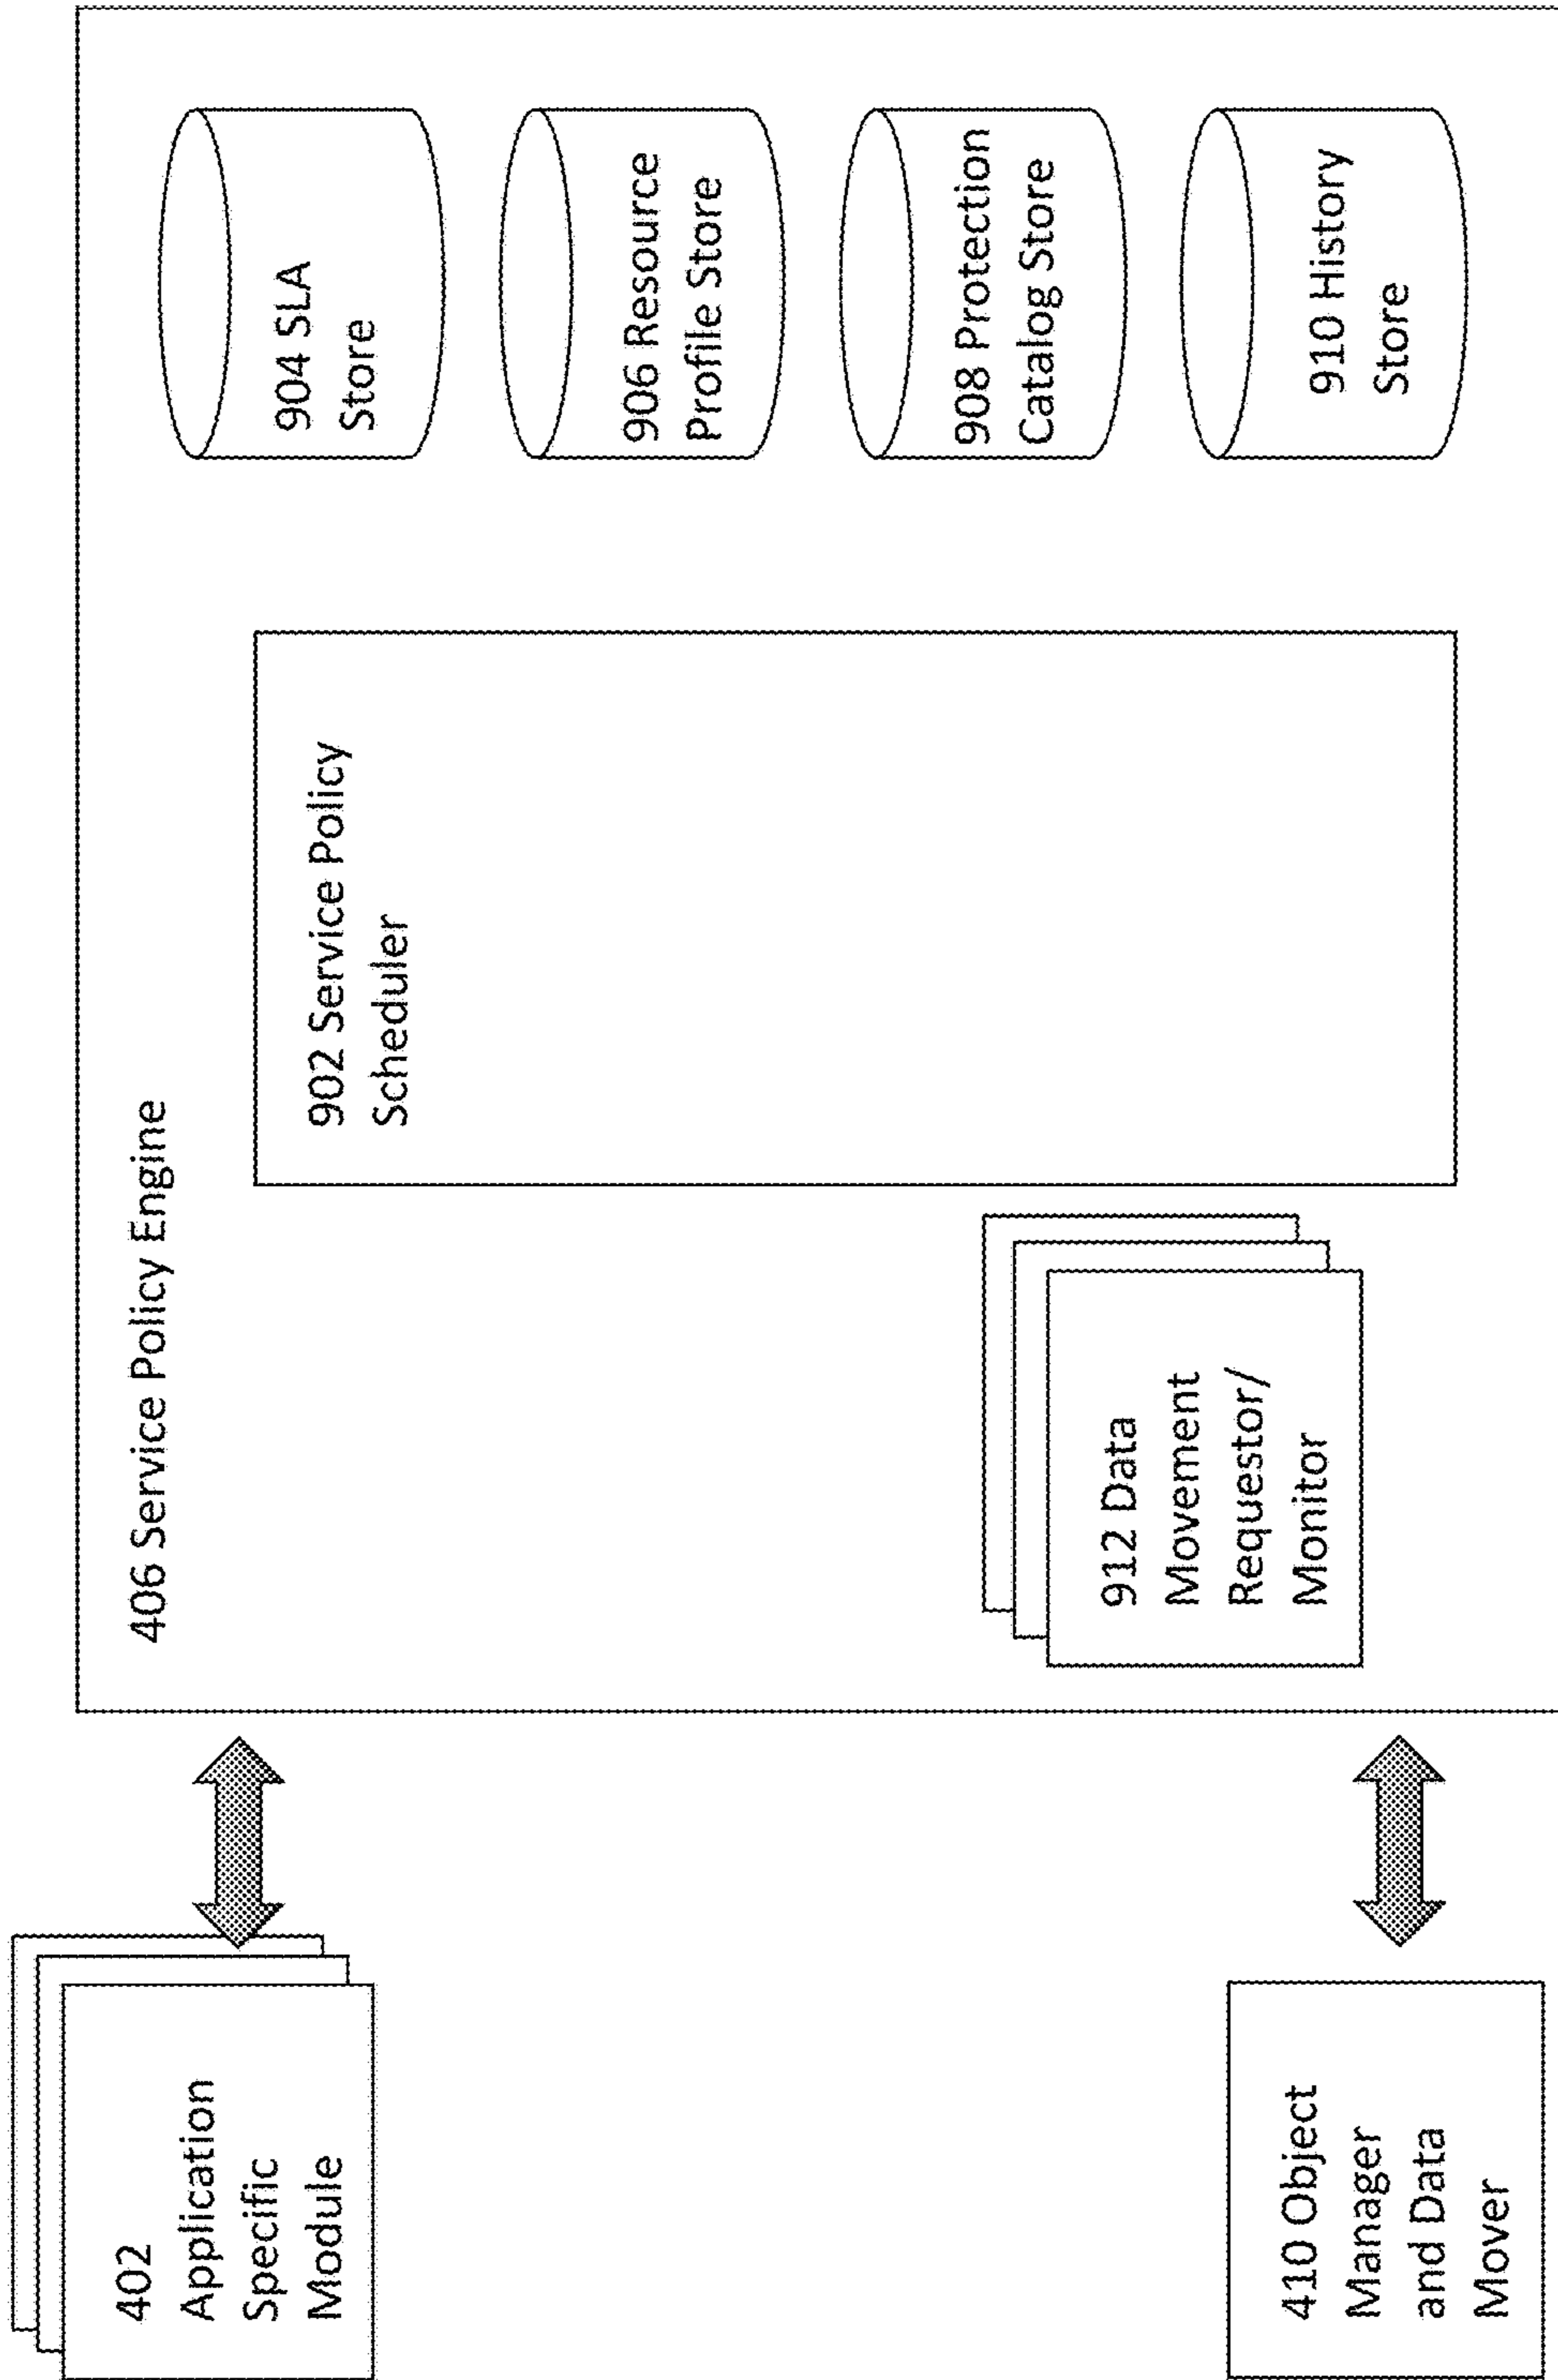 402
Application
Specific
Module
410 Object
Manager
and Data
Mover
406 Service Policy Engine
912 Data
Movement
Requestor/
Monitor
902 Service Policy
Scheduler
904 SLA
Store
906 Resource
Profile Store
908 Protection
Catalog Store
910 History
Store